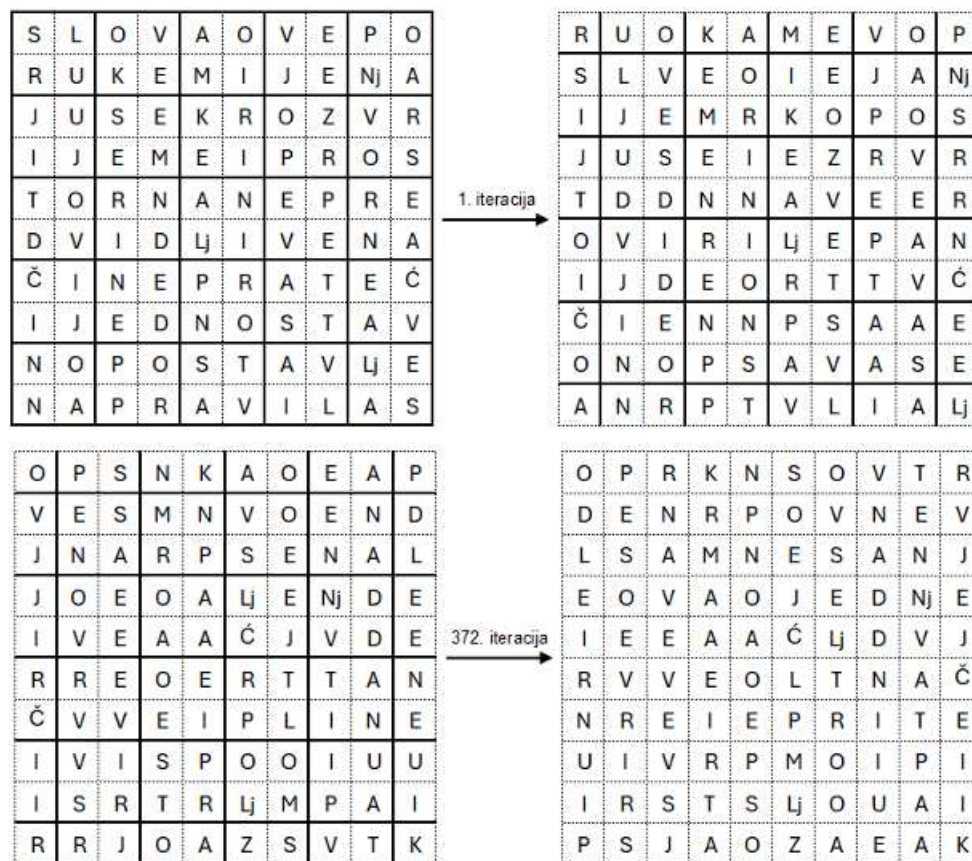 S L O V A O V E P O
R U K E M I J E Nj A
J U S E K R O Z V R
I J E M E I P R O S
T O R N A N E P R E
D V I D Lj I V E N A
Č I N E P R A T E Ć
I J E D N O S T A V
N O P O S T A V Lj E
N A P R A V I L A S
1. iteracija
R U O K A M E V O P
S L V E O I E J A Nj
I J E M R K O P O S
J U S E I E Z R V R
T D D N N A V E E R
O V I R I Lj E P A N
I J D E O R T T V Ć
Č I E N N P S A A E
O N O P S A V A S E
A N R P T V L I A Lj
O P S N K A O E A P
V E S M N V O E N D
J N A R P S E N A L
J O E O A Lj E Nj D E
I V E A A Ć J V D E
R R E O E R T T A N
Č V V E I P L I N E
I V I S P O O I U U
I S R T R Lj M P A I
R R J O A Z S V T K
372. iteracija
O P R K N S O V T R
D E N R P O V N E V
L S A M N E S A N J
E O V A O J E D Nj E
I E E A A Ć Lj D V J
R V V E O L T N A Č
N R E I E P R I T E
U I V R P M O I P I
I R S T S Lj O U A I
P S J A O Z A E A K